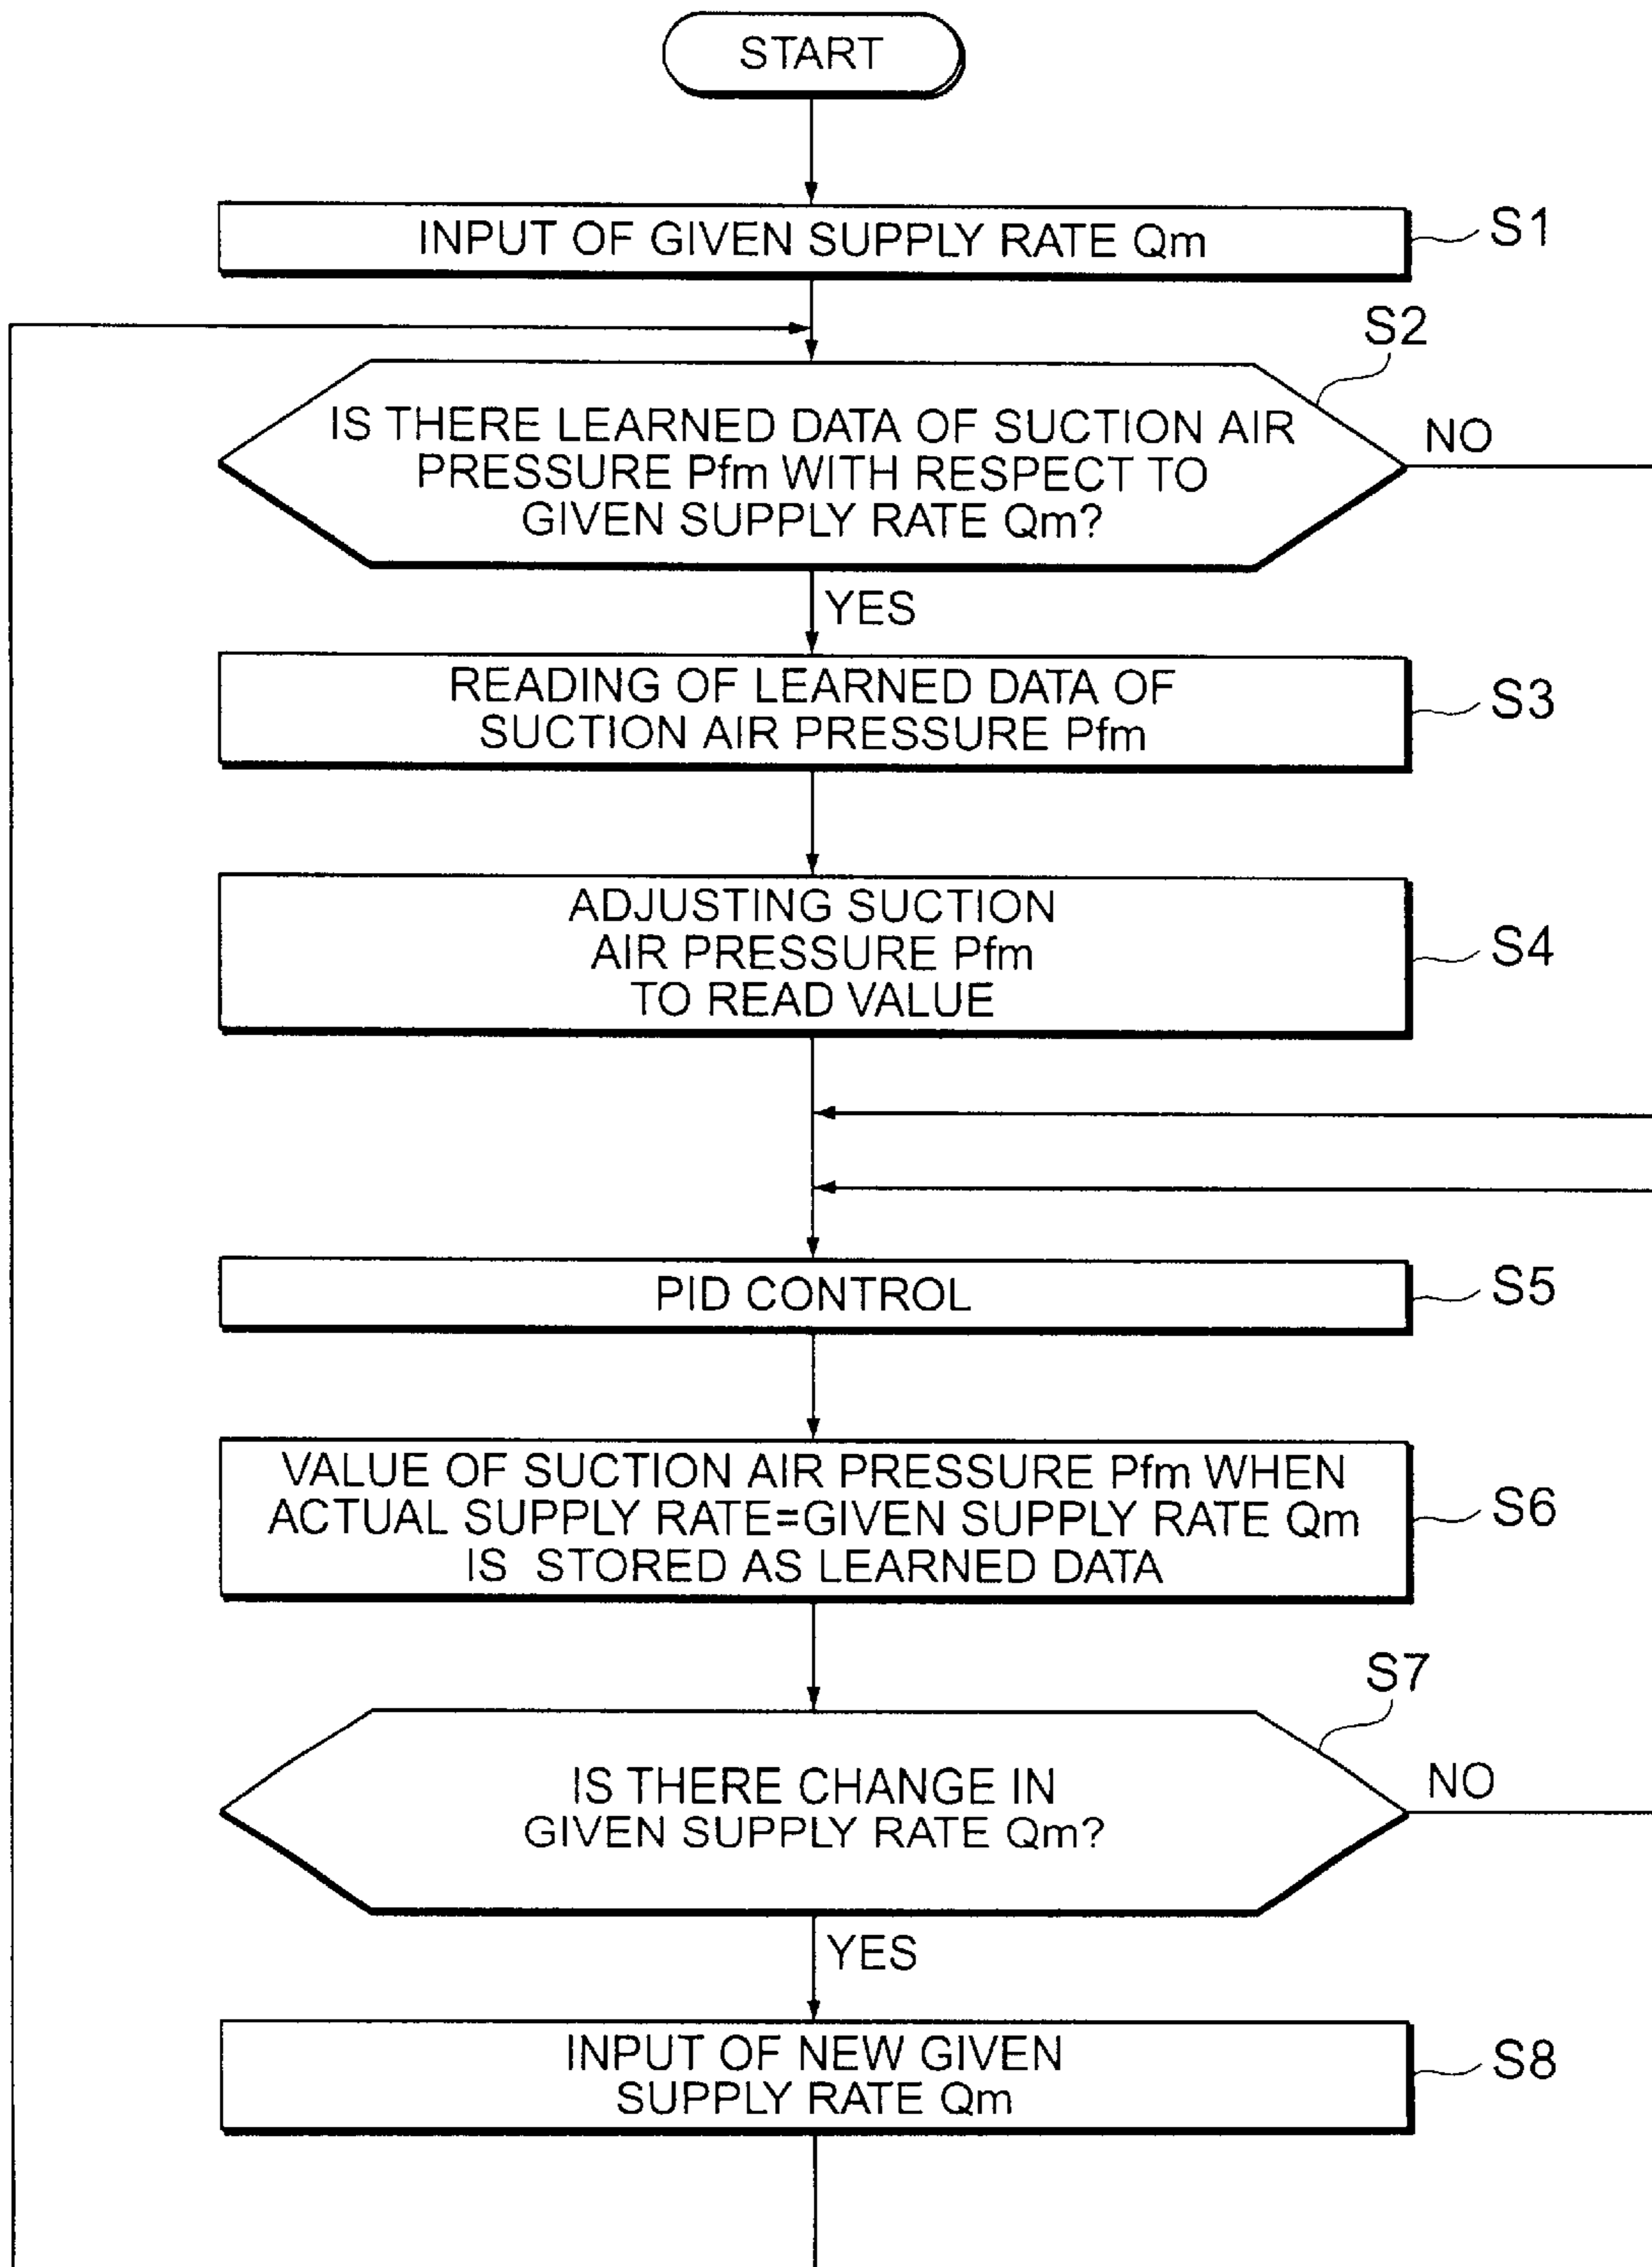 START
INPUT OF GIVEN SUPPLY RATE Qm
S1
S2
IS THERE LEARNED DATA OF SUCTION AIR
PRESSURE Pfm WITH RESPECT TO
GIVEN SUPPLY RATE Qm?
NO
YES
READING OF LEARNED DATA OF
SUCTION AIR PRESSURE Pfm
S3
ADJUSTING SUCTION
AIR PRESSURE Pfm
TO READ VALUE
S4
PID CONTROL
S5
VALUE OF SUCTION AIR PRESSURE Pfm WHEN
ACTUAL SUPPLY RATE=GIVEN SUPPLY RATE Qm
IS STORED AS LEARNED DATA
S6
S7
IS THERE CHANGE IN
GIVEN SUPPLY RATE Qm?
NO
YES
INPUT OF NEW GIVEN
SUPPLY RATE Qm
S8